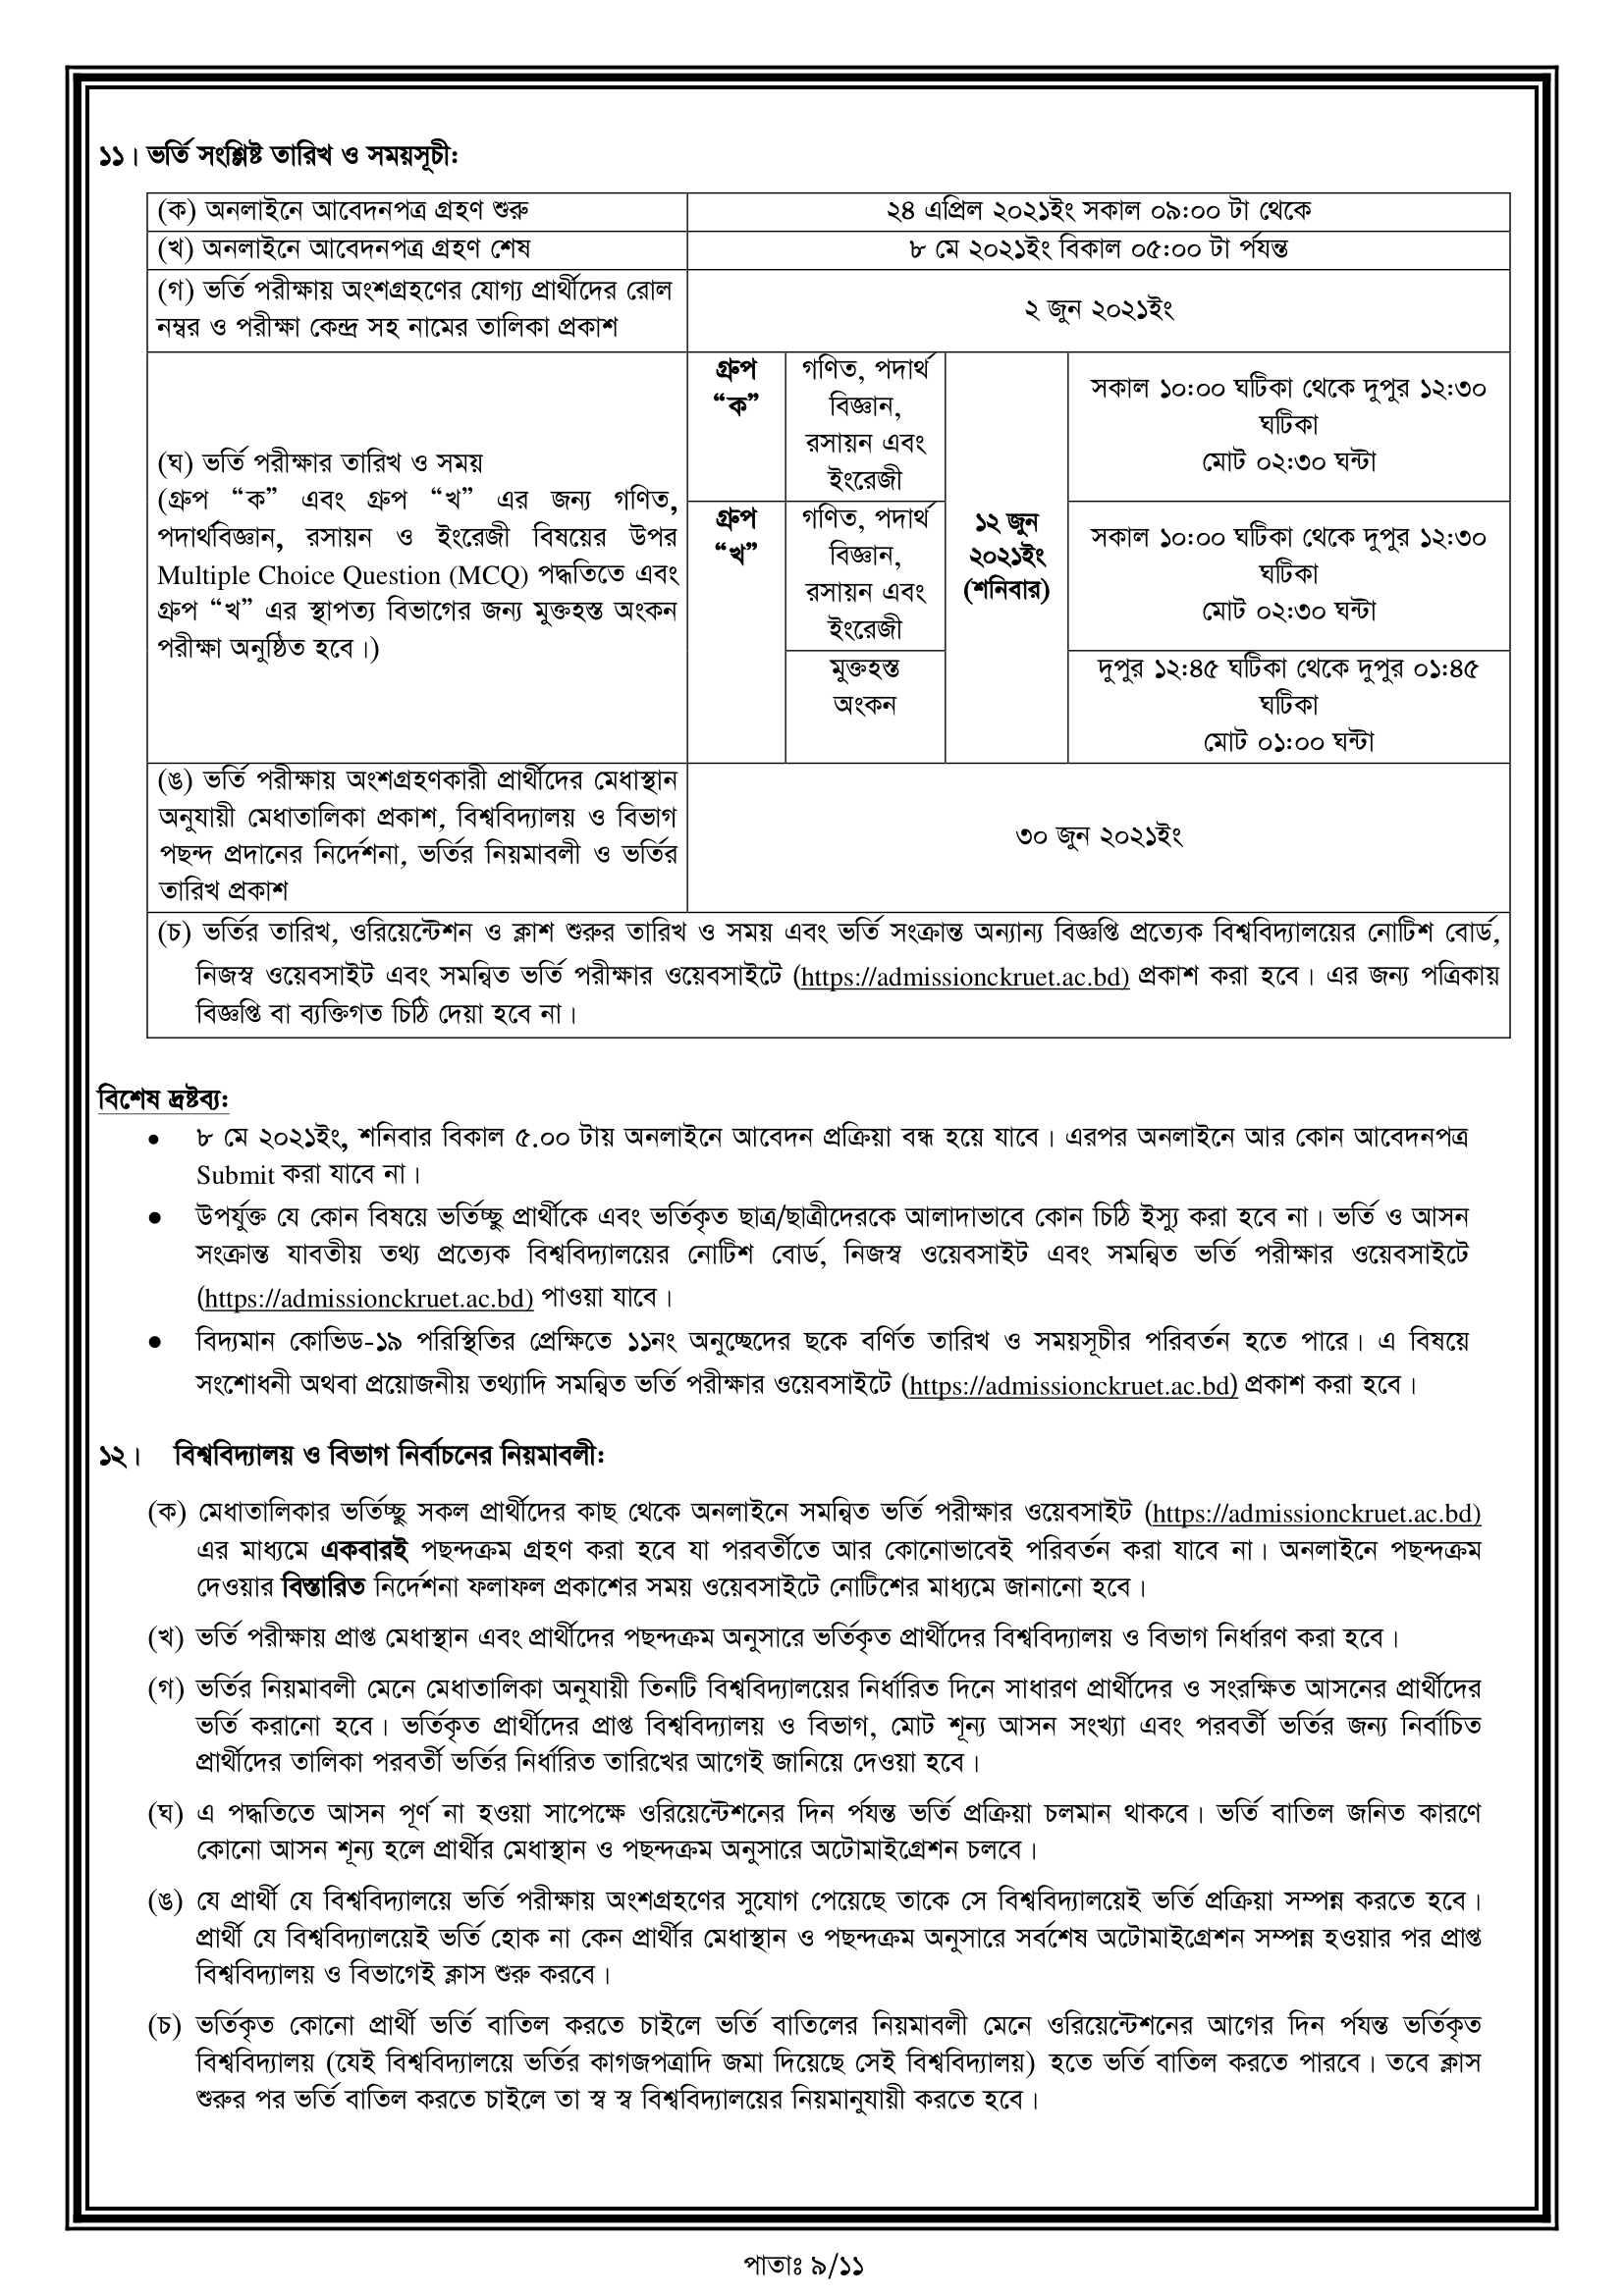 ১১। ভর্তি সংশ্লিষ্ট তারিখ ও সময়সূচী:
(ক) অনলাইনে আবেদনপত্র গ্রহণ শুরু
২৪ এপ্রিল ২০২১ইং সকাল ০৯:০০ টা থেকে
(খ) অনলাইনে আবেদনপত্র গ্রহণ শেষ
৮ মে ২০২১ইং বিকাল ০৫:০০ টা পর্যন্ত
(গ) ভর্তি পরীক্ষায় অংশগ্রহণের যোগ্য প্রার্থীদের রোল
নম্বর ও পরীক্ষা কেন্দ্র সহ নামের তালিকা প্রকাশ
২ জুন ২০২১ইং
(ঘ) ভর্তি পরীক্ষার তারিখ ও সময়
(গ্রুপ “ক” এবং গ্রুপ “খ” এর জন্য গণিত,
পদার্থবিজ্ঞান, রসায়ন ও ইংরেজী বিষয়ের উপর
Multiple Choice Question (MCQ) পদ্ধতিতে এবং
গ্রুপ “খ” এর স্থাপত্য বিভাগের জন্য মুক্তহস্ত অংকন
পরীক্ষা অনুষ্ঠিত হবে।)
গ্রুপ
“ক”
গণিত, পদার্থ
বিজ্ঞান,
রসায়ন এবং
ইংরেজী
সকাল ১০:০০ ঘটিকা থেকে দুপুর ১২:৩০
ঘটিকা
মোট ০২:৩০ ঘন্টা
গ্রুপ
“খ”
গণিত, পদার্থ
বিজ্ঞান,
রসায়ন এবং
ইংরেজী
১২ জুন
২০২১ইং
(শনিবার)
সকাল ১০:০০ ঘটিকা থেকে দুপুর ১২:৩০
ঘটিকা
মোট ০২:৩০ ঘন্টা
মুক্তহস্ত
অংকন
দুপুর ১২:৪৫ ঘটিকা থেকে দুপুর ০১:৪৫
ঘটিকা
মোট ০১:০০ ঘন্টা
(ঙ) ভর্তি পরীক্ষায় অংশগ্রহণকারী প্রার্থীদের মেধাস্থান
অনুযায়ী মেধাতালিকা প্রকাশ, বিশ্ববিদ্যালয় ও বিভাগ
পছন্দ প্রদানের নির্দেশনা, ভর্তির নিয়মাবলী ও ভর্তির
তারিখ প্রকাশ
৩০ জুন ২০২১ইং
(চ) ভর্তির তারিখ, ওরিয়েন্টেশন ও ক্লাশ শুরুর তারিখ ও সময় এবং ভর্তি সংক্রান্ত অন্যান্য বিজ্ঞপ্তি প্রত্যেক বিশ্ববিদ্যালয়ের নোটিশ বোর্ড,
নিজস্ব ওয়েবসাইট এবং সমন্বিত ভর্তি পরীক্ষার ওয়েবসাইটে (https://admissionckruet.ac.bd) প্রকাশ করা হবে। এর জন্য পত্রিকায়
বিজ্ঞপ্তি বা ব্যক্তিগত চিঠি দেয়া হবে না।
বিশেষ দ্রষ্টব্য:
• ৮ মে ২০২১ইং, শনিবার বিকাল ৫.০০ টায় অনলাইনে আবেদন প্রক্রিয়া বন্ধ হয়ে যাবে। এরপর অনলাইনে আর কোন আবেদনপত্র
Submit করা যাবে না।
• উপর্যুক্ত যে কোন বিষয়ে ভর্তিচ্ছু প্রার্থীকে এবং ভর্তিকৃত ছাত্র/ছাত্রীদেরকে আলাদাভাবে কোন চিঠি ইস্যু করা হবে না। ভর্তি ও আসন
সংক্রান্ত যাবতীয় তথ্য প্রত্যেক বিশ্ববিদ্যালয়ের নোটিশ বোর্ড, নিজস্ব ওয়েবসাইট এবং সমন্বিত ভর্তি পরীক্ষার ওয়েবসাইটে
(https://admissionckruet.ac.bd) পাওয়া যাবে।
• বিদ্যমান কোভিড-১৯ পরিস্থিতির প্রেক্ষিতে ১১নং অনুচ্ছেদের ছকে বর্ণিত তারিখ ও সময়সূচীর পরিবর্তন হতে পারে। এ বিষয়ে
সংশোধনী অথবা প্রয়োজনীয় তথ্যাদি সমন্বিত ভর্তি পরীক্ষার ওয়েবসাইটে (https://admissionckruet.ac.bd) প্রকাশ করা হবে।
১২। বিশ্ববিদ্যালয় ও বিভাগ নির্বাচনের নিয়মাবলী:
(ক) মেধাতালিকার ভর্তিচ্ছু সকল প্রার্থীদের কাছ থেকে অনলাইনে সমন্বিত ভর্তি পরীক্ষার ওয়েবসাইট (https://admissionckruet.ac.bd)
এর মাধ্যমে একবারই পছন্দক্রম গ্রহণ করা হবে যা পরবর্তীতে আর কোনোভাবেই পরিবর্তন করা যাবে না। অনলাইনে পছন্দক্রম
দেওয়ার বিস্তারিত নির্দেশনা ফলাফল প্রকাশের সময় ওয়েবসাইটে নোটিশের মাধ্যমে জানানো হবে।
(খ) ভর্তি পরীক্ষায় প্রাপ্ত মেধাস্থান এবং প্রার্থীদের পছন্দক্রম অনুসারে ভর্তিকৃত প্রার্থীদের বিশ্ববিদ্যালয় ও বিভাগ নির্ধারণ করা হবে।
(গ) ভর্তির নিয়মাবলী মেনে মেধাতালিকা অনুযায়ী তিনটি বিশ্ববিদ্যালয়ের নির্ধারিত দিনে সাধারণ প্রার্থীদের ও সংরক্ষিত আসনের প্রার্থীদের
ভর্তি করানো হবে। ভর্তিকৃত প্রার্থীদের প্রাপ্ত বিশ্ববিদ্যালয় ও বিভাগ, মোট শূন্য আসন সংখ্যা এবং পরবর্তী ভর্তির জন্য নির্বাচিত
প্রার্থীদের তালিকা পরবর্তী ভর্তির নির্ধারিত তারিখের আগেই জানিয়ে দেওয়া হবে।
(ঘ) এ পদ্ধতিতে আসন পূর্ণ না হওয়া সাপেক্ষে ওরিয়েন্টেশনের দিন পর্যন্ত ভর্তি প্রক্রিয়া চলমান থাকবে। ভর্তি বাতিল জনিত কারণে
কোনো আসন শূন্য হলে প্রার্থীর মেধাস্থান ও পছন্দক্রম অনুসারে অটোমাইগ্রেশন চলবে।
(ঙ) যে প্রার্থী যে বিশ্ববিদ্যালয়ে ভর্তি পরীক্ষায় অংশগ্রহণের সুযোগ পেয়েছে তাকে সে বিশ্ববিদ্যালয়েই ভর্তি প্রক্রিয়া সম্পন্ন করতে হবে।
প্রার্থী যে বিশ্ববিদ্যালয়েই ভর্তি হোক না কেন প্রার্থীর মেধাস্থান ও পছন্দক্রম অনুসারে সর্বশেষ অটোমাইগ্রেশন সম্পন্ন হওয়ার পর প্রাপ্ত
বিশ্ববিদ্যালয় ও বিভাগেই ক্লাস শুরু করবে।
(চ) ভর্তিকৃত কোনো প্রার্থী ভর্তি বাতিল করতে চাইলে ভর্তি বাতিলের নিয়মাবলী মেনে ওরিয়েন্টেশনের আগের দিন পর্যন্ত ভর্তিকৃত
বিশ্ববিদ্যালয় (যেই বিশ্ববিদ্যালয়ে ভর্তির কাগজপত্রাদি জমা দিয়েছে সেই বিশ্ববিদ্যালয়) হতে ভর্তি বাতিল করতে পারবে। তবে ক্লাস
শুরুর পর ভর্তি বাতিল করতে চাইলে তা স্ব স্ব বিশ্ববিদ্যালয়ের নিয়মানুযায়ী করতে হবে।
পাতাঃ ৯/১১